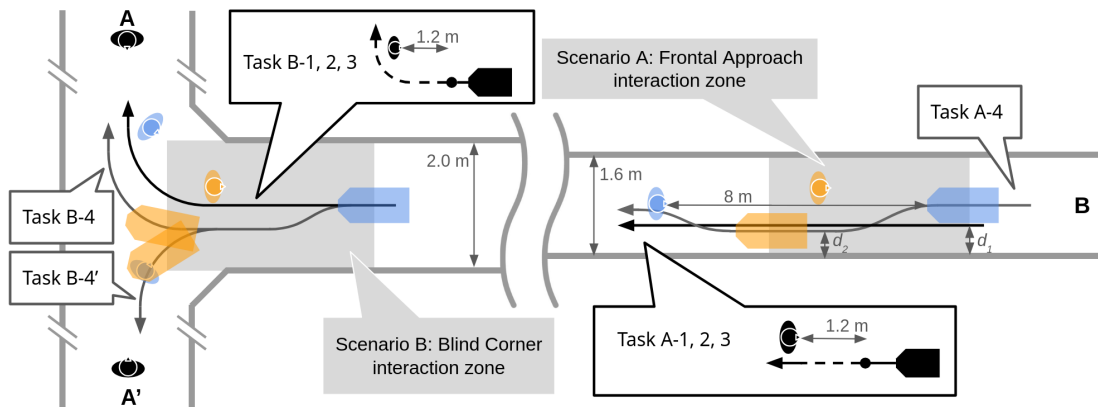 A
Task B-1, 2, 3
1.2 m
Scenario A: Frontal Approach
interaction zone
Task A-4
2.0 m
1.6 m
8 m
B
Task B-4
d2
d1
Task B-4’
Scenario B: Blind Corner
interaction zone
Task A-1, 2, 3
1.2 m
A’